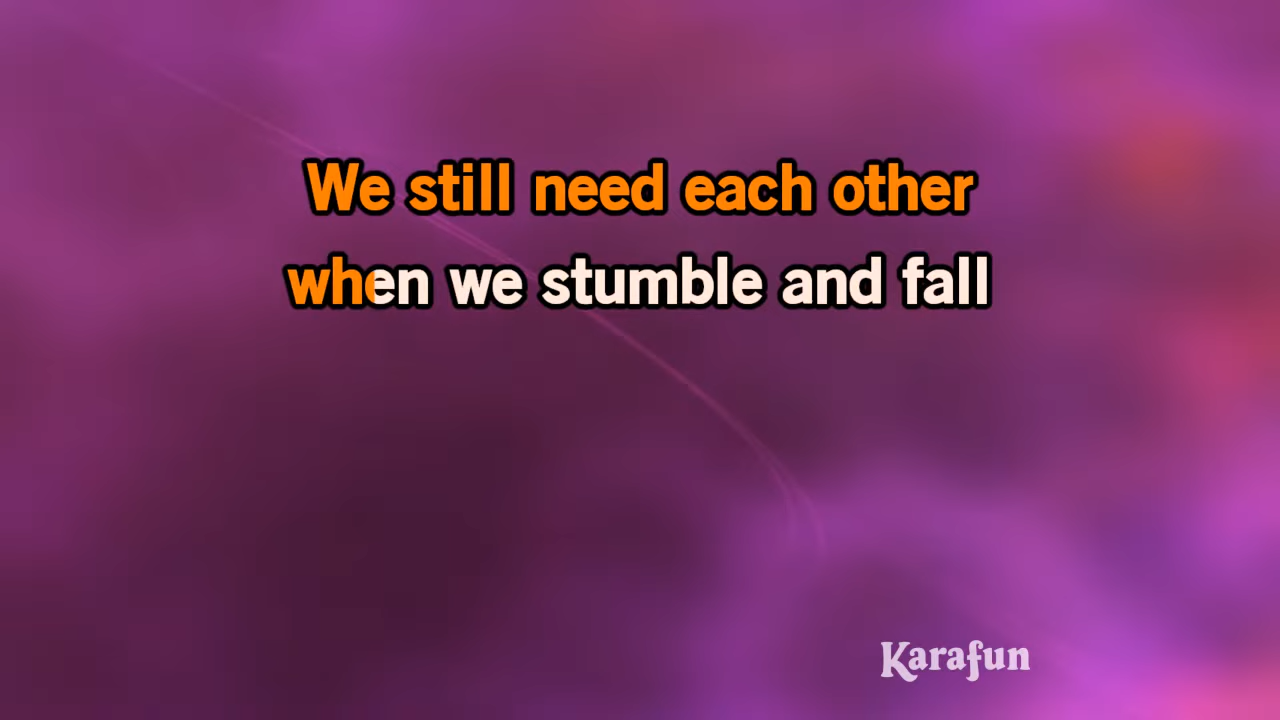 We still need each other
when we stumble and fall
Karafun